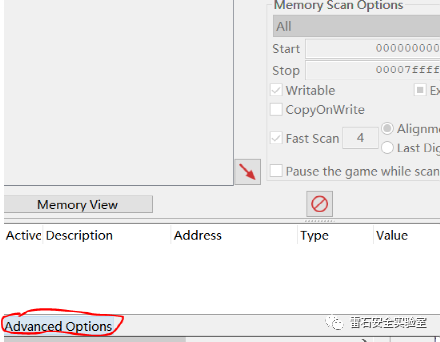 Memory Scan Options
All
Start 000000000
Stop 00007ffff
Writable Ex
CopyOnWrite
Fast Scan 4 Alignme
Last Dig
Pause the game while scan
Memory View
Active Description Address Type Value
Advanced Options
雷石安全实验室